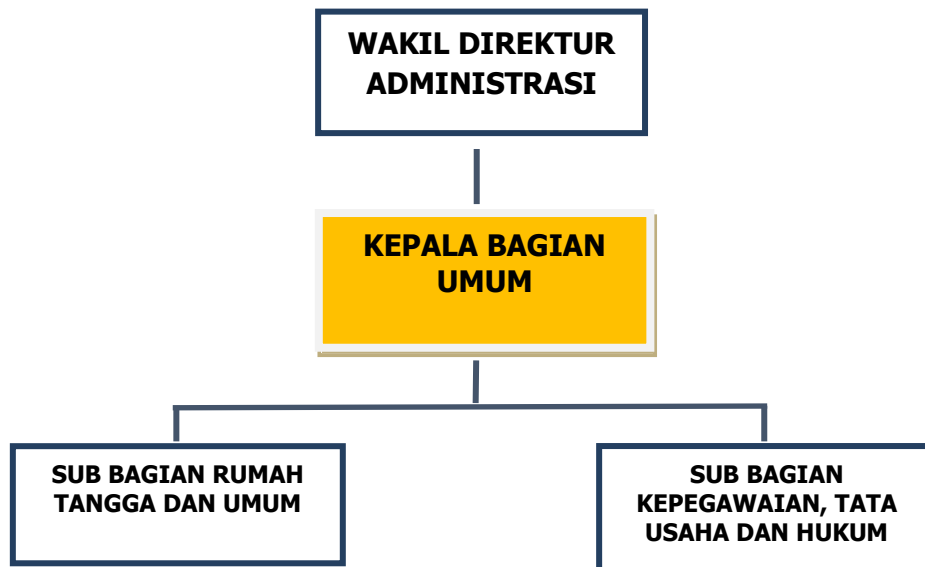 WAKIL DIREKTUR
ADMINISTRASI
KEPALA BAGIAN
UMUM
SUB BAGIAN RUMAH
TANGGA DAN UMUM
SUB BAGIAN
KEPEGAWAIAN, TATA
USAHA DAN HUKUM